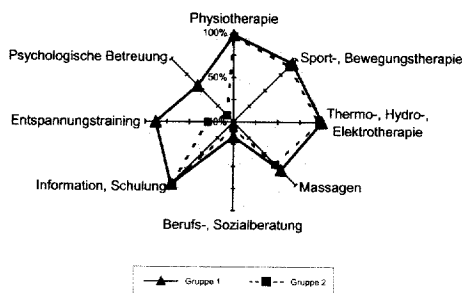 Physiotherapie
100%
Psychologische Betreuung
Sport-, Bewegungstherapie
50%
Entspannungstraining
0%
Thermo-, Hydro-,
Elektrotherapie
Information, Schulung
Massagen
Berufs-, Sozialberatung
Gruppe 1
Gruppe 2